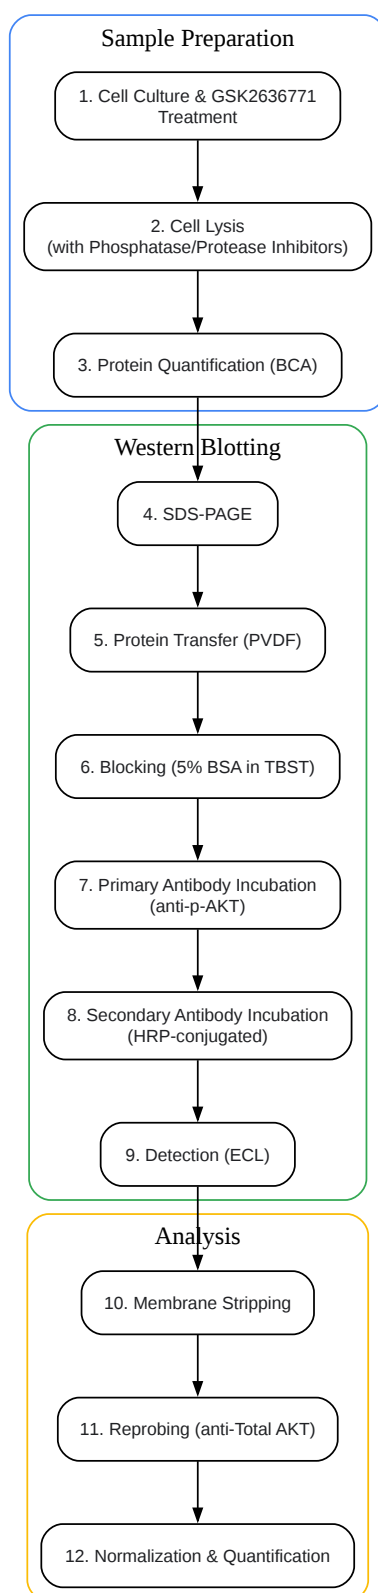 Sample Preparation
1. Cell Culture & GSK2636771
Treatment
2. Cell Lysis
(with Phosphatase/Protease Inhibitors)
3. Protein Quantification (BCA)
Western Blotting
4. SDS-PAGE
5. Protein Transfer (PVDF)
6. Blocking (5% BSA in TBST)
7. Primary Antibody Incubation
(anti-p-AKT)
8. Secondary Antibody Incubation
(HRP-conjugated)
9. Detection (ECL)
Analysis
10. Membrane Stripping
11. Reprobing (anti-Total AKT)
12. Normalization & Quantification